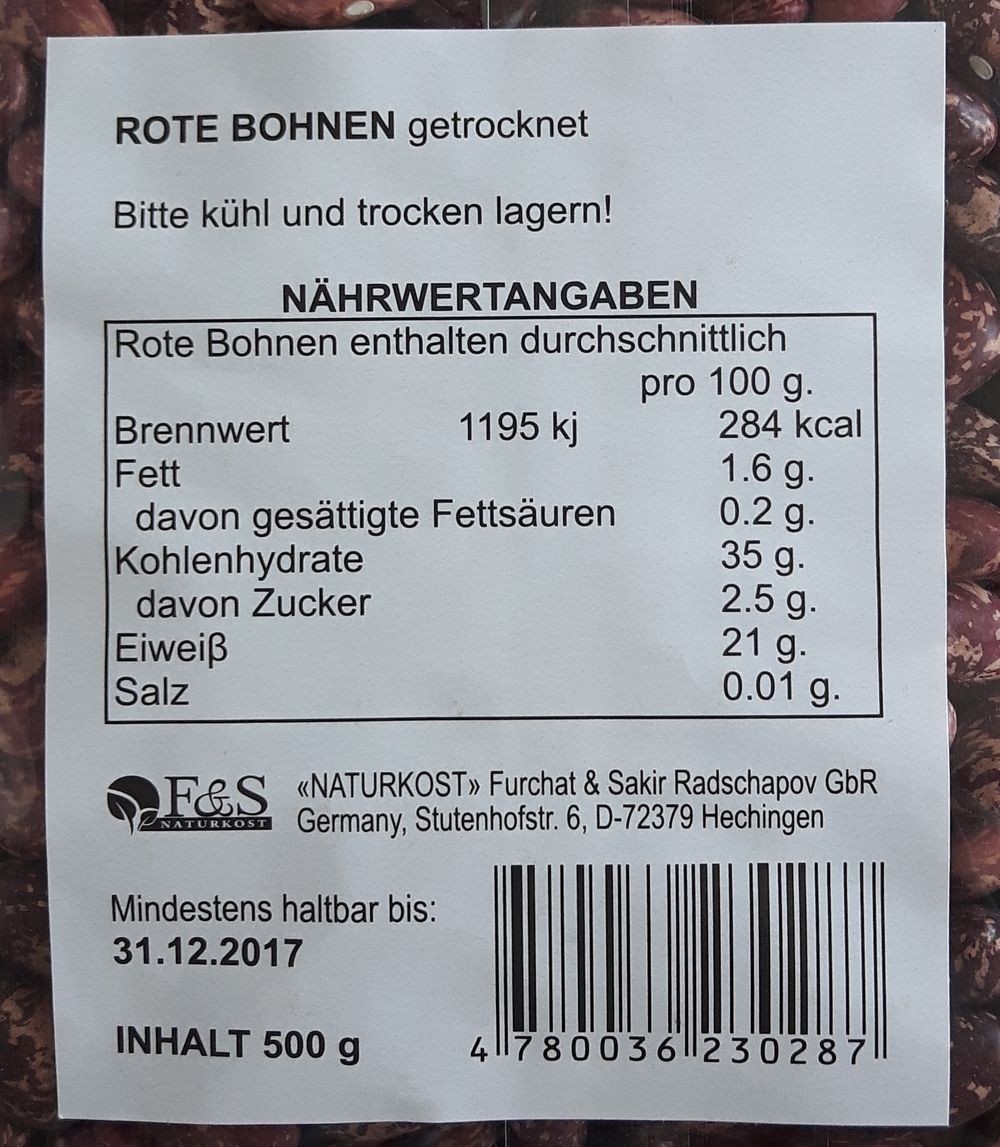 ROTE BOHNEN getrocknet
Bitte kühl und trocken lagern!
NÄHRWERTANGABEN
Rote Bohnen enthalten durchschnittlich
pro 100 g.
Brennwert 1195 kj 284 kcal
Fett 1.6 g.
davon gesättigte Fettsäuren 0.2 g.
Kohlenhydrate 35 g.
davon Zucker 2.5 g.
Eiweiß 21 g.
Salz 0.01 g.
F&S
NATURKOST
«NATURKOST» Furchat & Sakir Radschapov GbR
Germany, Stutenhofstr. 6, D-72379 Hechingen
Mindestens haltbar bis:
31.12.2017
INHALT 500 g
4 780036 230287